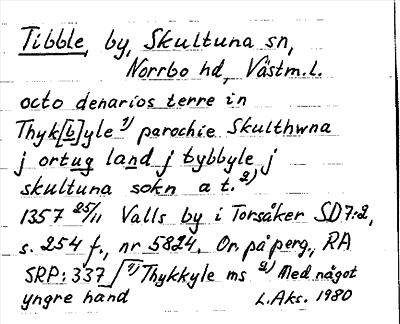 Tibble, by, Skultuna sn,
Norrbo hd, Västm.l.
octo denarios terre in
Thyk[b]yle 1) parochie Skulthwna
j ortug land j tybbyle j
skultuna sokn a t. 2)
1357 25/11 Valls by i Torsåker SD 7:2,
s. 254 f., nr 5824. Or. på perg., RA
SRP: 337 / 1) Thykkyle ms 2) Med något
yngre hand L.Aks. 1980